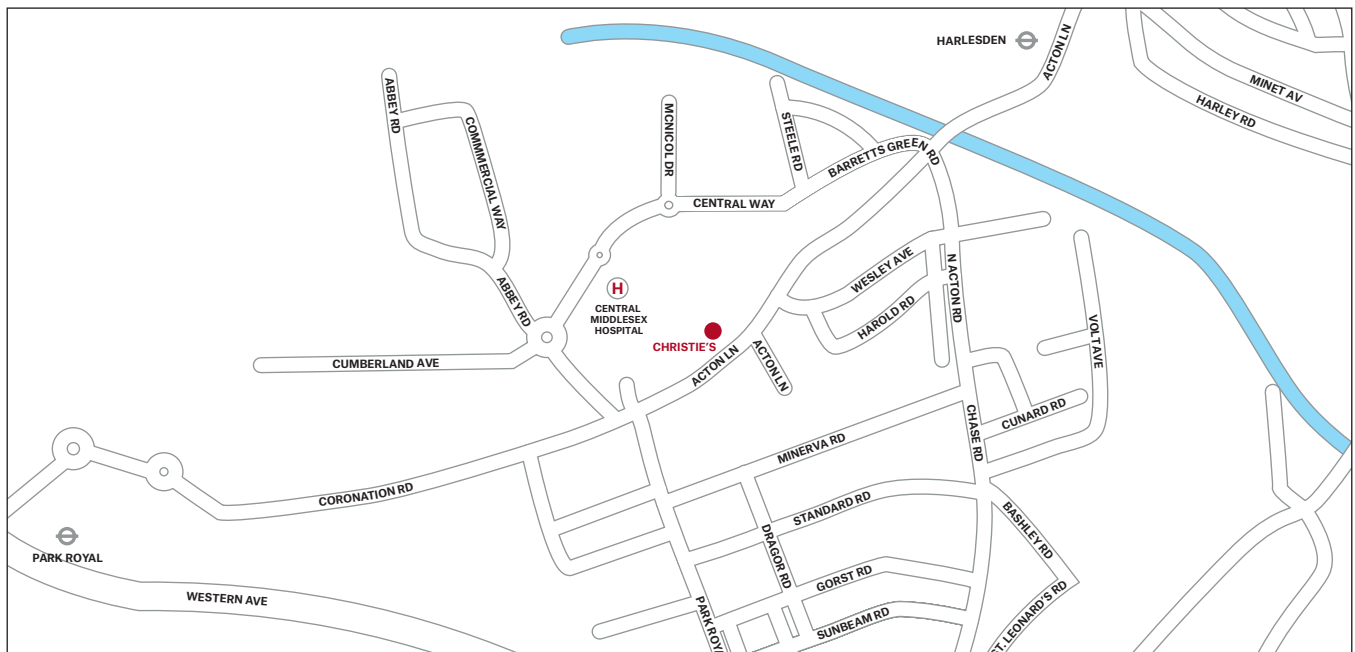 HARLESDEN
ACTON LN
MINET AV
HARLEY RD
ABBEY RD
COMMMERCIAL WAY
MCNICOL DR
STEELE RD
BARRETTS GREEN RD
CENTRAL WAY
WESLEY AVE
N ACTON RD
ABBEY RD
H
CENTRAL
MIDDLESEX
HOSPITAL
HAROLD RD
VOLT AVE
CHRISTIE'S
CUMBERLAND AVE
ACTON LN
ACTON LN
CUNARD RD
CHASE RD
MINERVA RD
CORONATION RD
STANDARD RD
BASHLEY RD
PARK ROYAL
DRAGOR RD
GORST RD
WESTERN AVE
PARK ROYA
SUNBEAM RD
ST. LEONARD'S RD